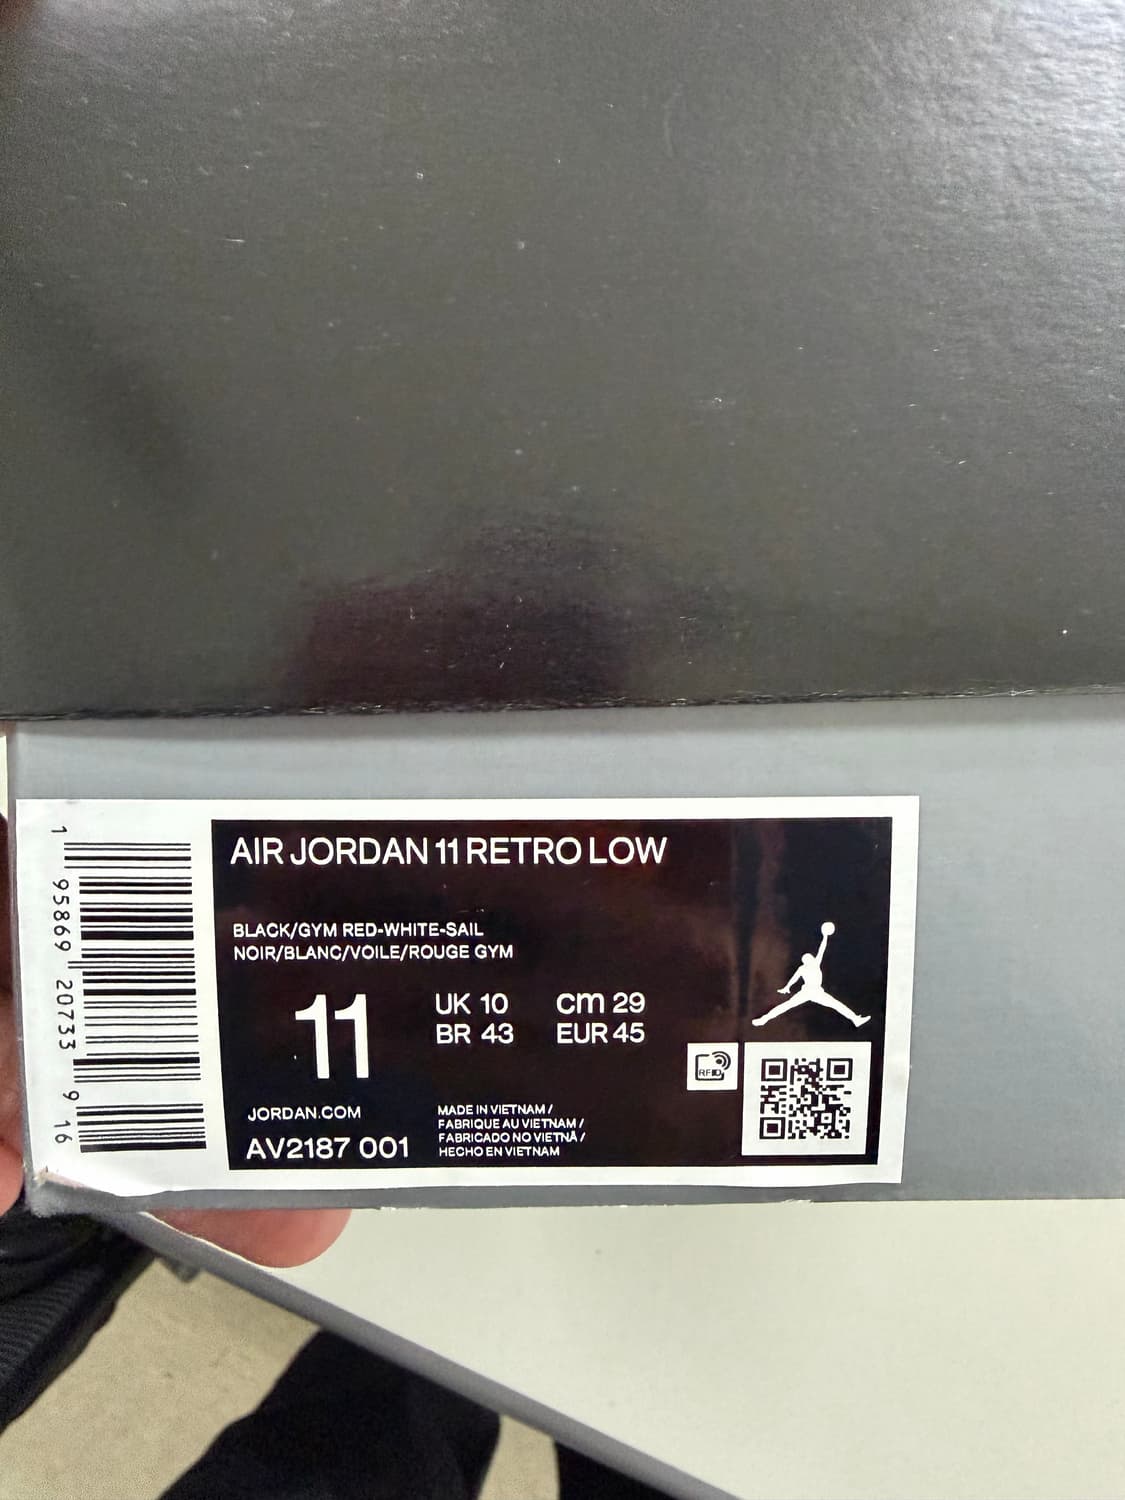 1 95869 20733 9 16
AIR JORDAN 11 RETRO LOW
BLACK/GYM RED-WHITE-SAIL
NOIR/BLANC/VOILE/ROUGE GYM
11
UK 10 cm 29
BR 43 EUR 45
RFID
JORDAN.COM
AV2187 001
MADE IN VIETNAM /
FABRIQUE AU VIETNAM /
FABRICADO NO VIETNÃ /
HECHO EN VIETNAM